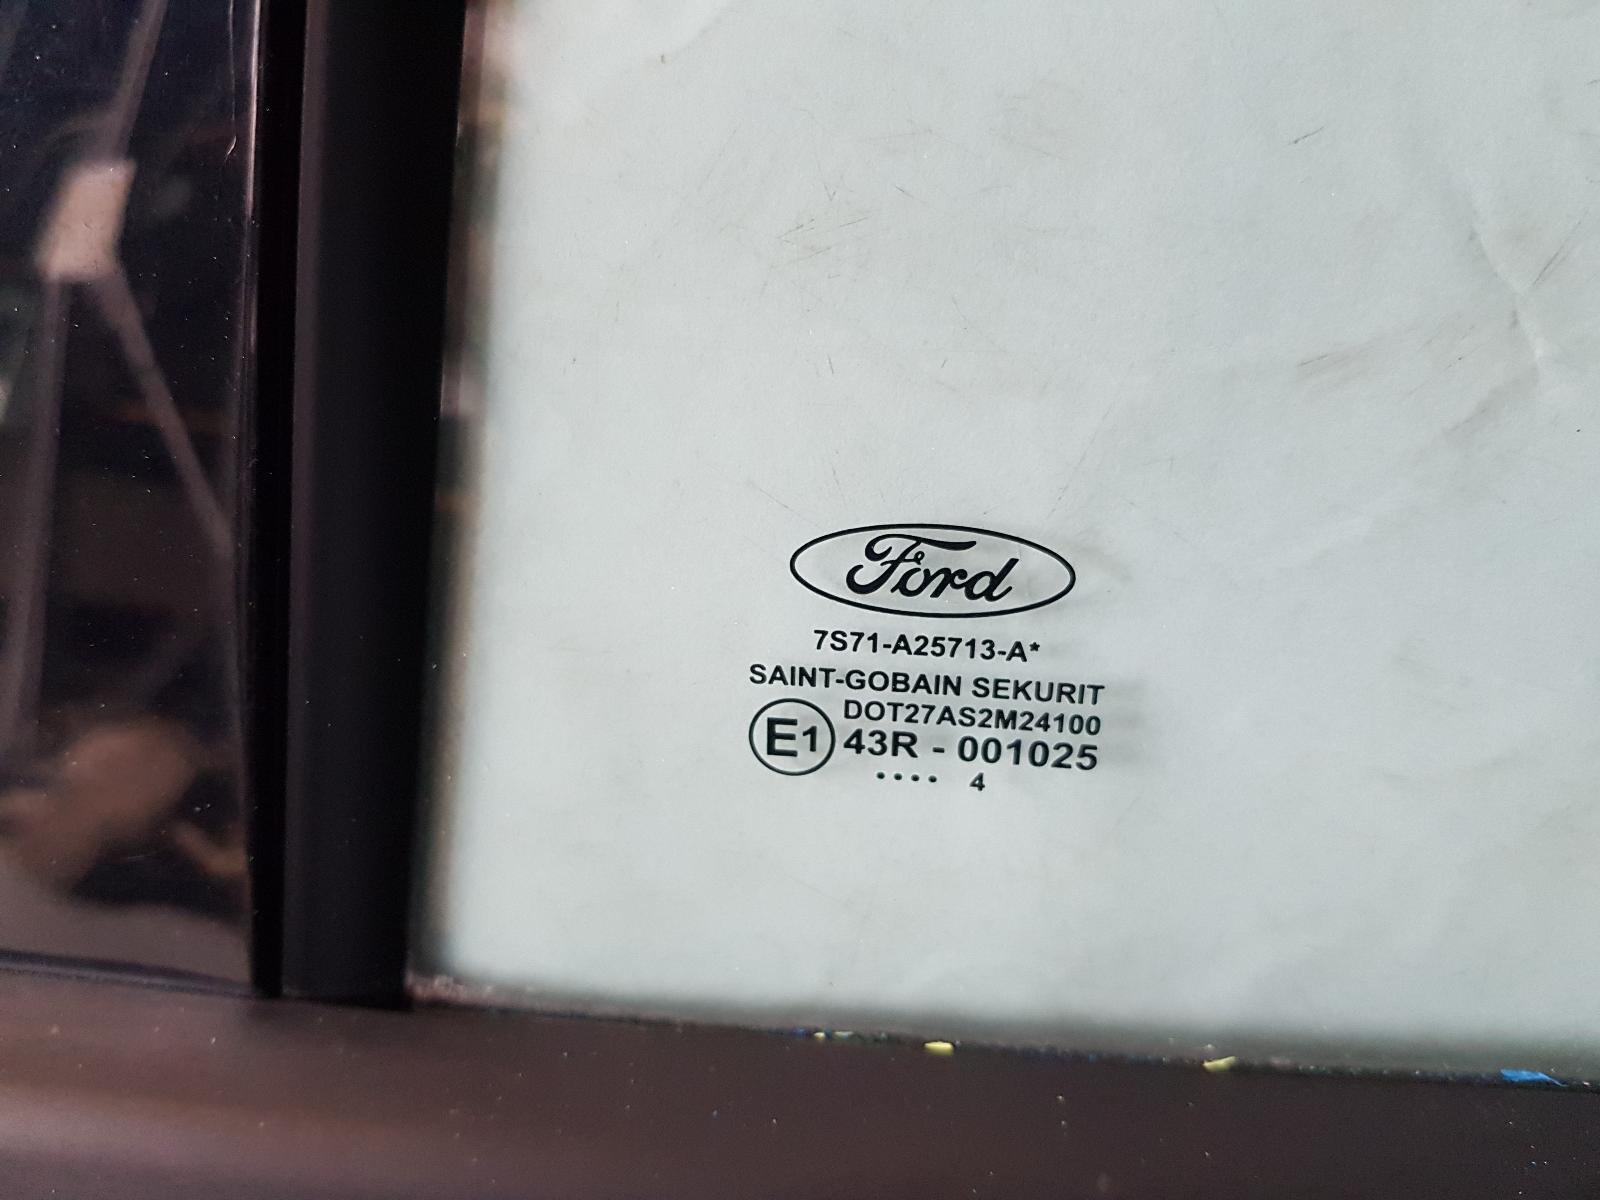 Ford
7S71-A25713-A*
SAINT-GOBAIN SEKURIT
DOT27AS2M24100
E1 43R - 001025
•••• 4